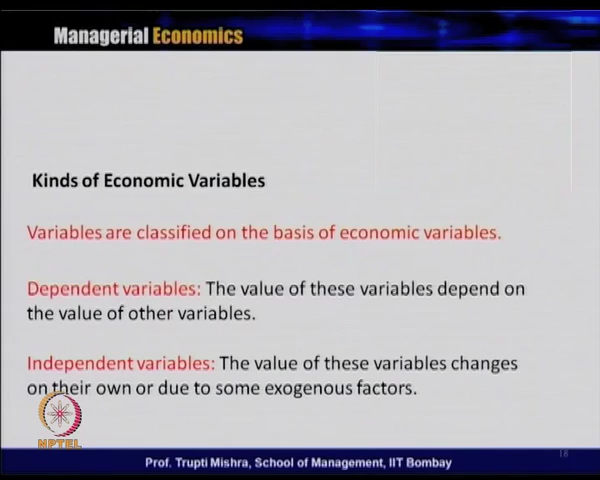 Managerial Economics
Kinds of Economic Variables
Variables are classified on the basis of economic variables.
Dependent variables: The value of these variables depend on
the value of other variables.
Independent variables: The value of these variables changes
on their own or due to some exogenous factors.
NPTEL
Prof. Trupti Mishra, School of Management, IIT Bombay
18